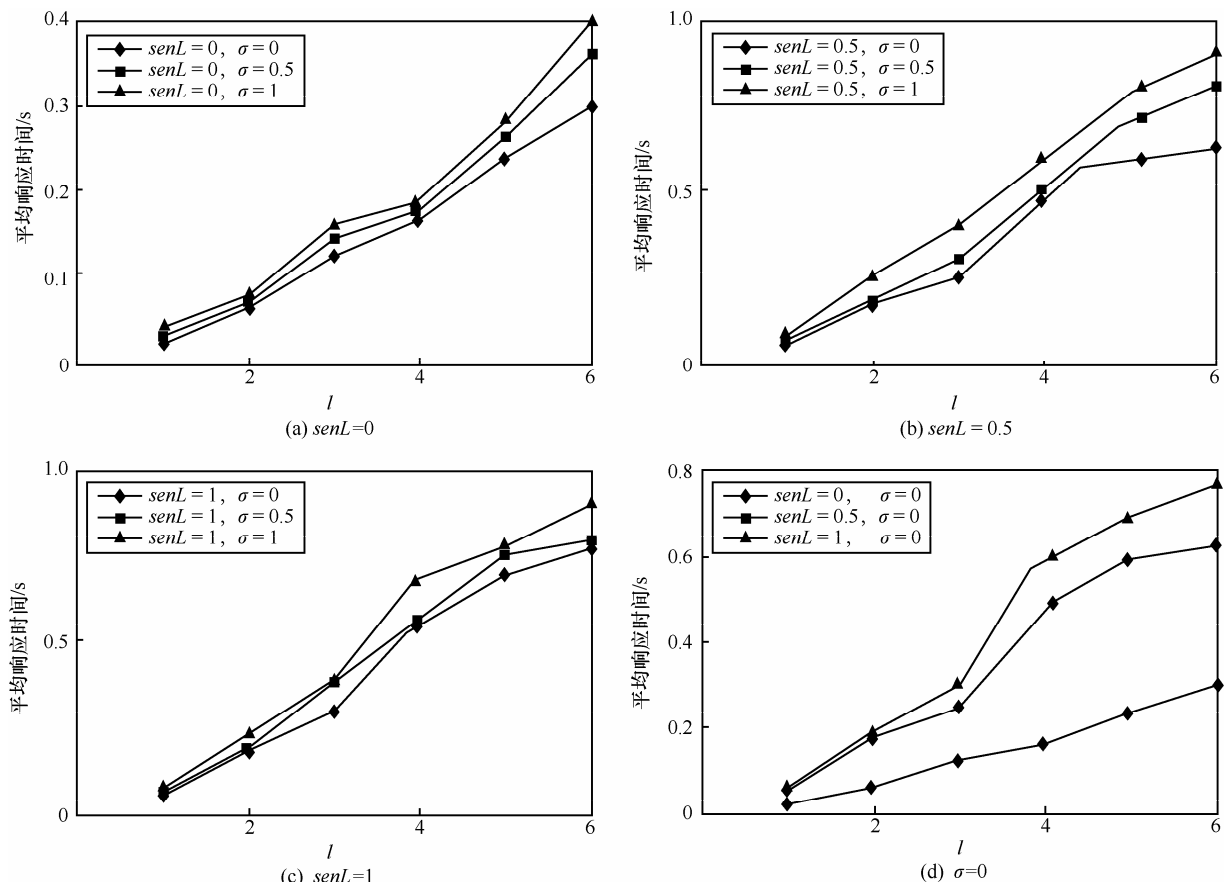 0.4
0.3
0.2
0.1
0
平均响应时间/s
senL = 0, σ = 0
senL = 0, σ = 0.5
senL = 0, σ = 1
2
4
6
l
(a) senL=0
1.0
0.5
0
平均响应时间/s
senL = 0.5, σ = 0
senL = 0.5, σ = 0.5
senL = 0.5, σ = 1
2
4
6
l
(b) senL = 0.5
1.0
0.5
0
平均响应时间/s
senL = 1, σ = 0
senL = 1, σ = 0.5
senL = 1, σ = 1
2
4
6
l
(c) senL=1
0.8
0.6
0.4
0.2
0
平均响应时间/s
senL = 0, σ = 0
senL = 0.5, σ = 0
senL = 1, σ = 0
2
4
6
l
(d) σ=0